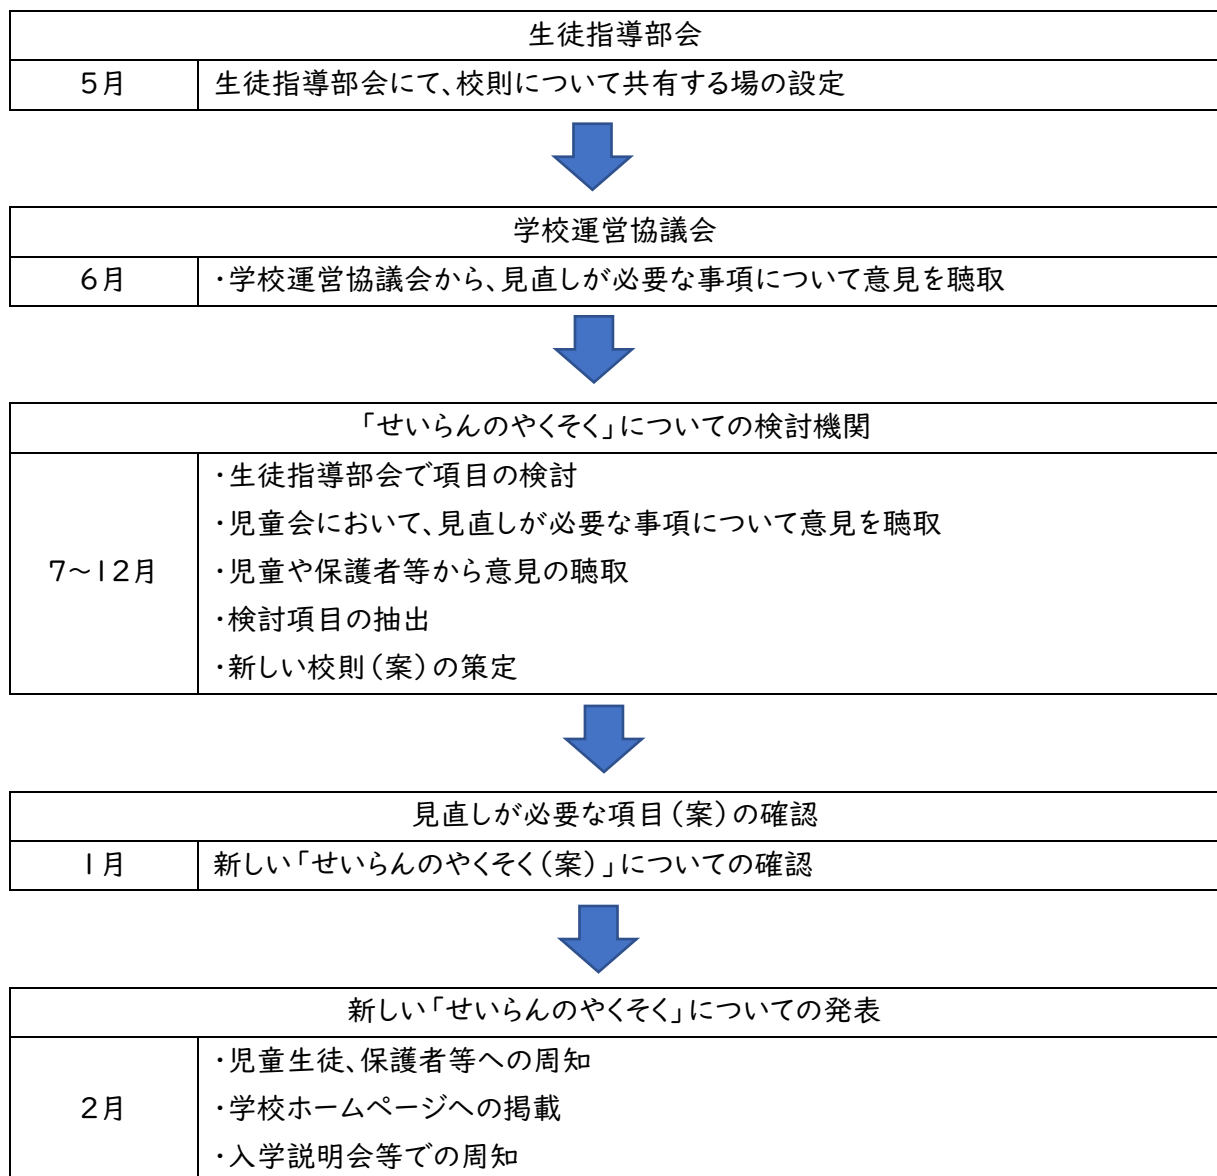 生徒指導部会
5月
生徒指導部会にて、校則について共有する場の設定
学校運営協議会
6月
・学校運営協議会から、見直しが必要な事項について意見を聴取
「せいらんのやくそく」についての検討機関
7~12月
・生徒指導部会で項目の検討
・児童会において、見直しが必要な事項について意見を聴取
・児童や保護者等から意見の聴取
・検討項目の抽出
・新しい校則(案)の策定
見直しが必要な項目(案)の確認
1月
新しい「せいらんのやくそく(案)」についての確認
新しい「せいらんのやくそく」についての発表
2月
・児童生徒、保護者等への周知
・学校ホームページへの掲載
・入学説明会等での周知